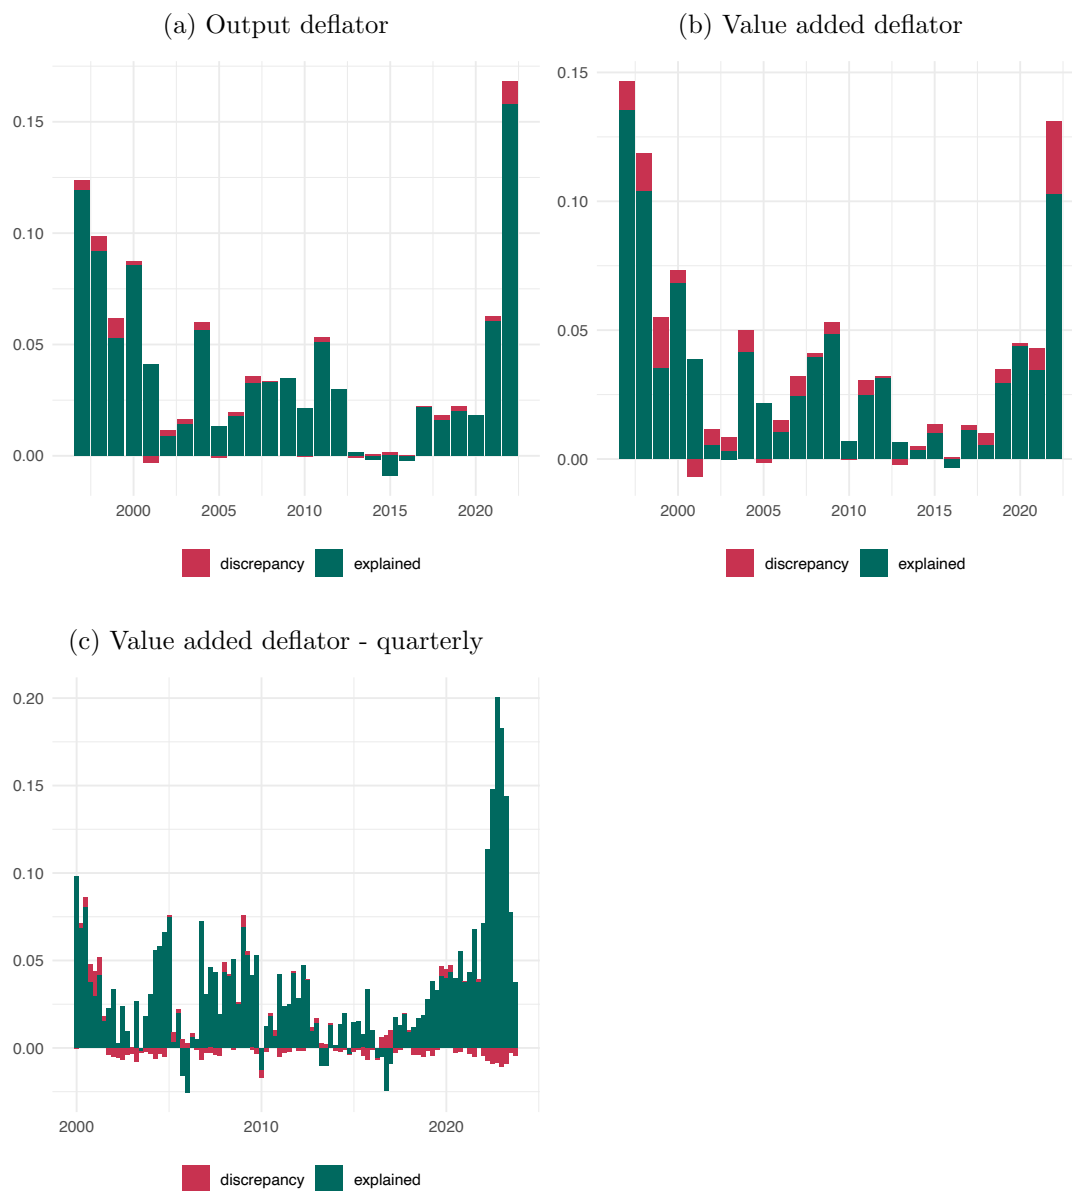 (a) Output deflator
0.15
0.10
0.05
0.00
2000 2005 2010 2015 2020
discrepancy explained
(b) Value added deflator
0.15
0.10
0.05
0.00
2000 2005 2010 2015 2020
discrepancy explained
(c) Value added deflator - quarterly
0.20
0.15
0.10
0.05
0.00
2000 2010 2020
discrepancy explained